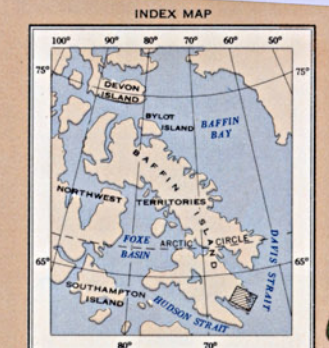 INDEX MAP
100° 90° 80° 70° 60° 50°
75° 75°
DEVON
ISLAND
BYLOT
ISLAND
BAFFIN
BAY
BAFFIN ISLAND
NORTHWEST TERRITORIES
FOXE
BASIN
ARCTIC CIRCLE
DAVIS STRAIT
65° 65°
SOUTHAMPTON
ISLAND
HUDSON STRAIT
80° 70°